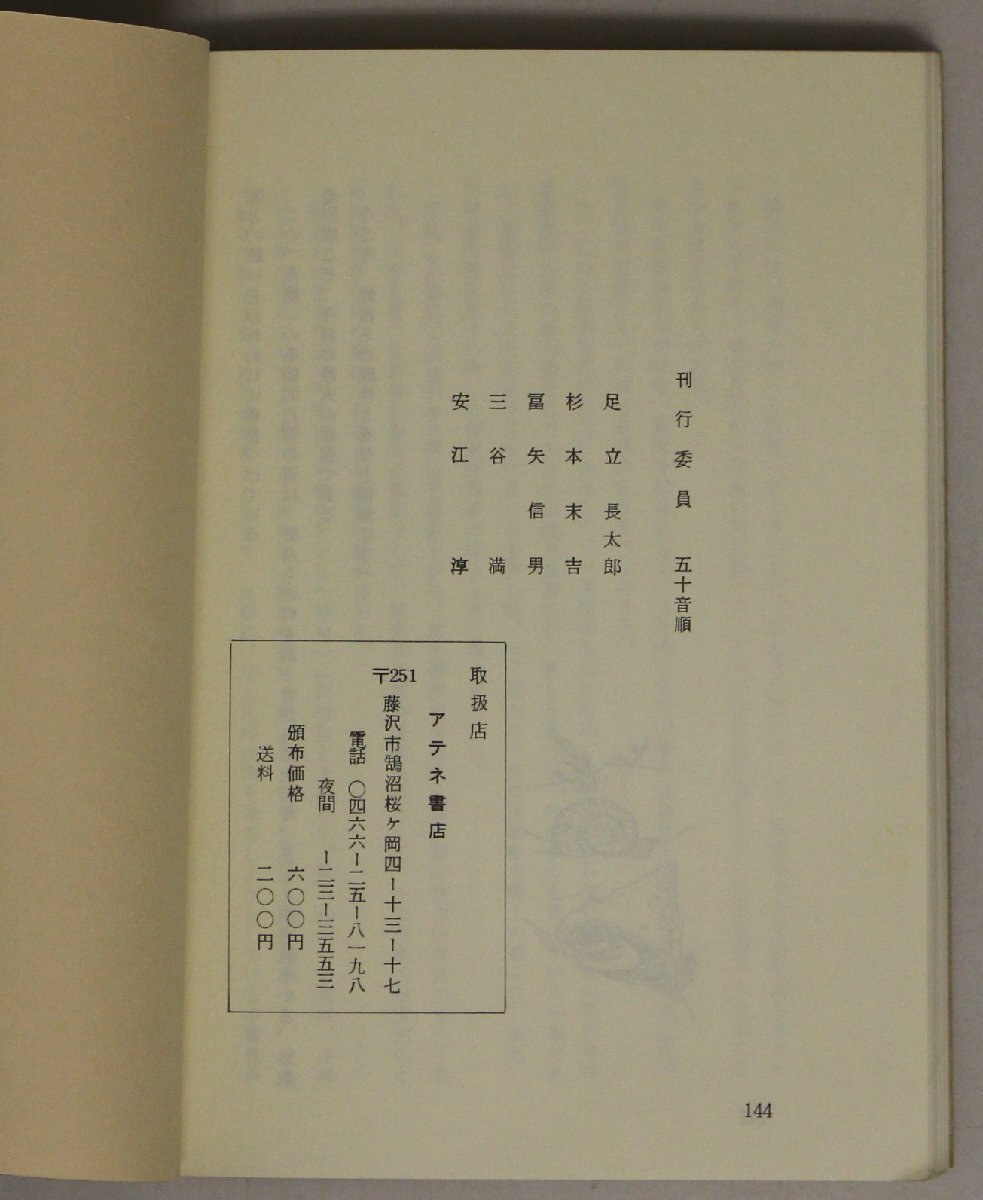 刊行委員 五十音順
足立長太郎
杉本末吉
冨矢信男
三谷満
安江淳
取扱店
アテネ書店
〒251 藤沢市鵠沼桜ヶ岡四ー十三ー十七
電話 〇四六六ー二五ー八一九八
夜間 ー二三ー三五五三
頒布価格 六〇〇円
送料 二〇〇円
144